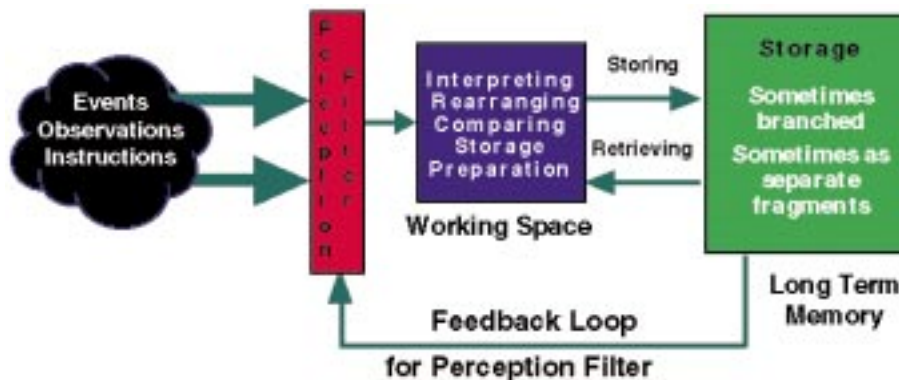 Events
Observations
Instructions
Perception
Filter
Interpreting
Rearranging
Comparing
Storage
Preparation
Working Space
Storing
Retrieving
Storage
Sometimes
branched
Sometimes as
separate
fragments
Long Term
Memory
Feedback Loop
for Perception Filter